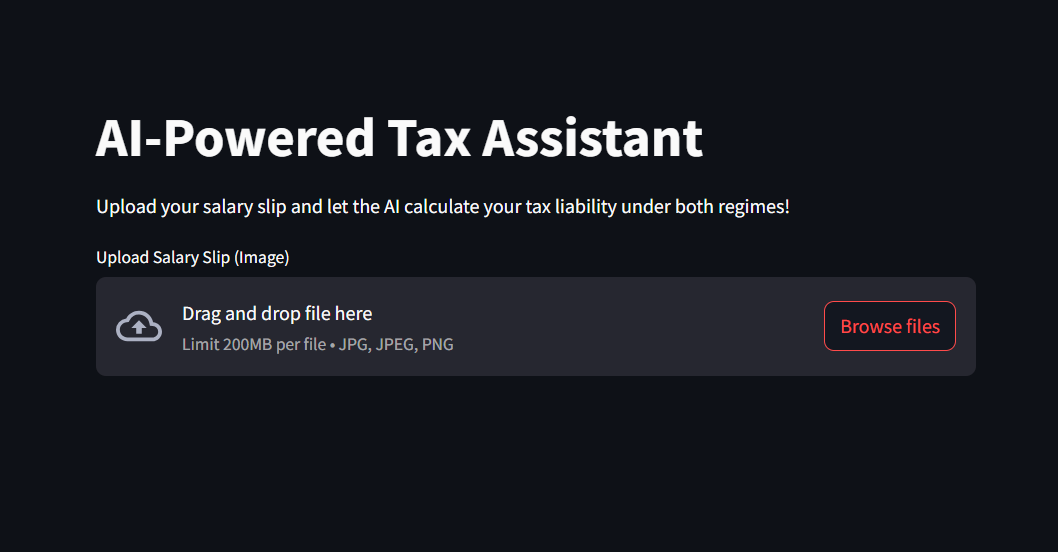 AI-Powered Tax Assistant
Upload your salary slip and let the AI calculate your tax liability under both regimes!
Upload Salary Slip (Image)
Drag and drop file here
Limit 200MB per file • JPG, JPEG, PNG
Browse files